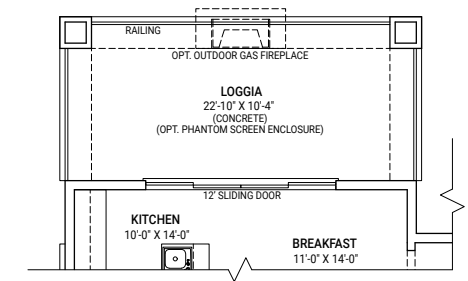 RAILING
OPT. OUTDOOR GAS FIREPLACE
LOGGIA
22'-10" X 10'-4"
(CONCRETE)
(OPT. PHANTOM SCREEN ENCLOSURE)
12' SLIDING DOOR
KITCHEN
10'-0" X 14'-0"
BREAKFAST
11'-0" X 14'-0"